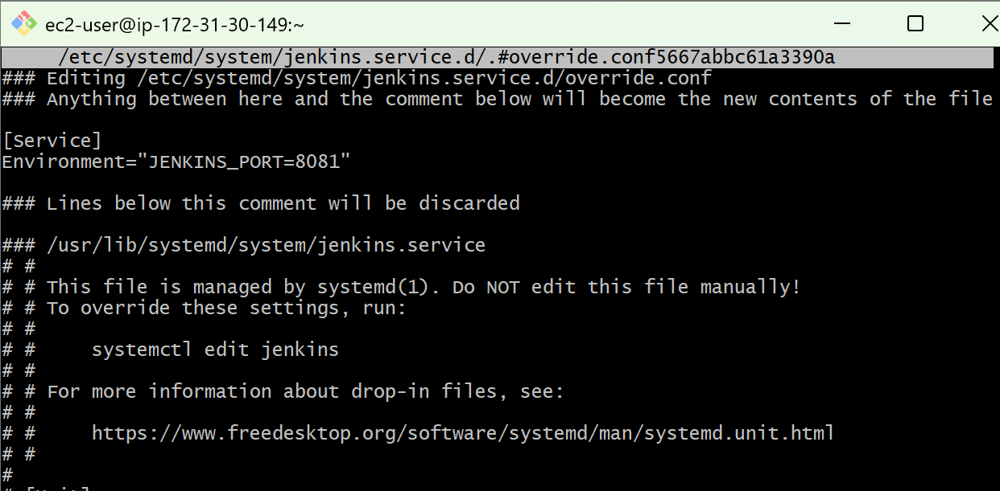 ec2-user@ip-172-31-30-149:~
/etc/systemd/system/jenkins.service.d/.#override.conf5667abbc61a3390a
### Editing /etc/systemd/system/jenkins.service.d/override.conf
### Anything between here and the comment below will become the new contents of the file
[Service]
Environment="JENKINS_PORT=8081"
### Lines below this comment will be discarded
### /usr/lib/systemd/system/jenkins.service
# #
# # This file is managed by systemd(1). Do NOT edit this file manually!
# # To override these settings, run:
# #
# #     systemctl edit jenkins
# #
# # For more information about drop-in files, see:
# #
# #     https://www.freedesktop.org/software/systemd/man/systemd.unit.html
# #
#